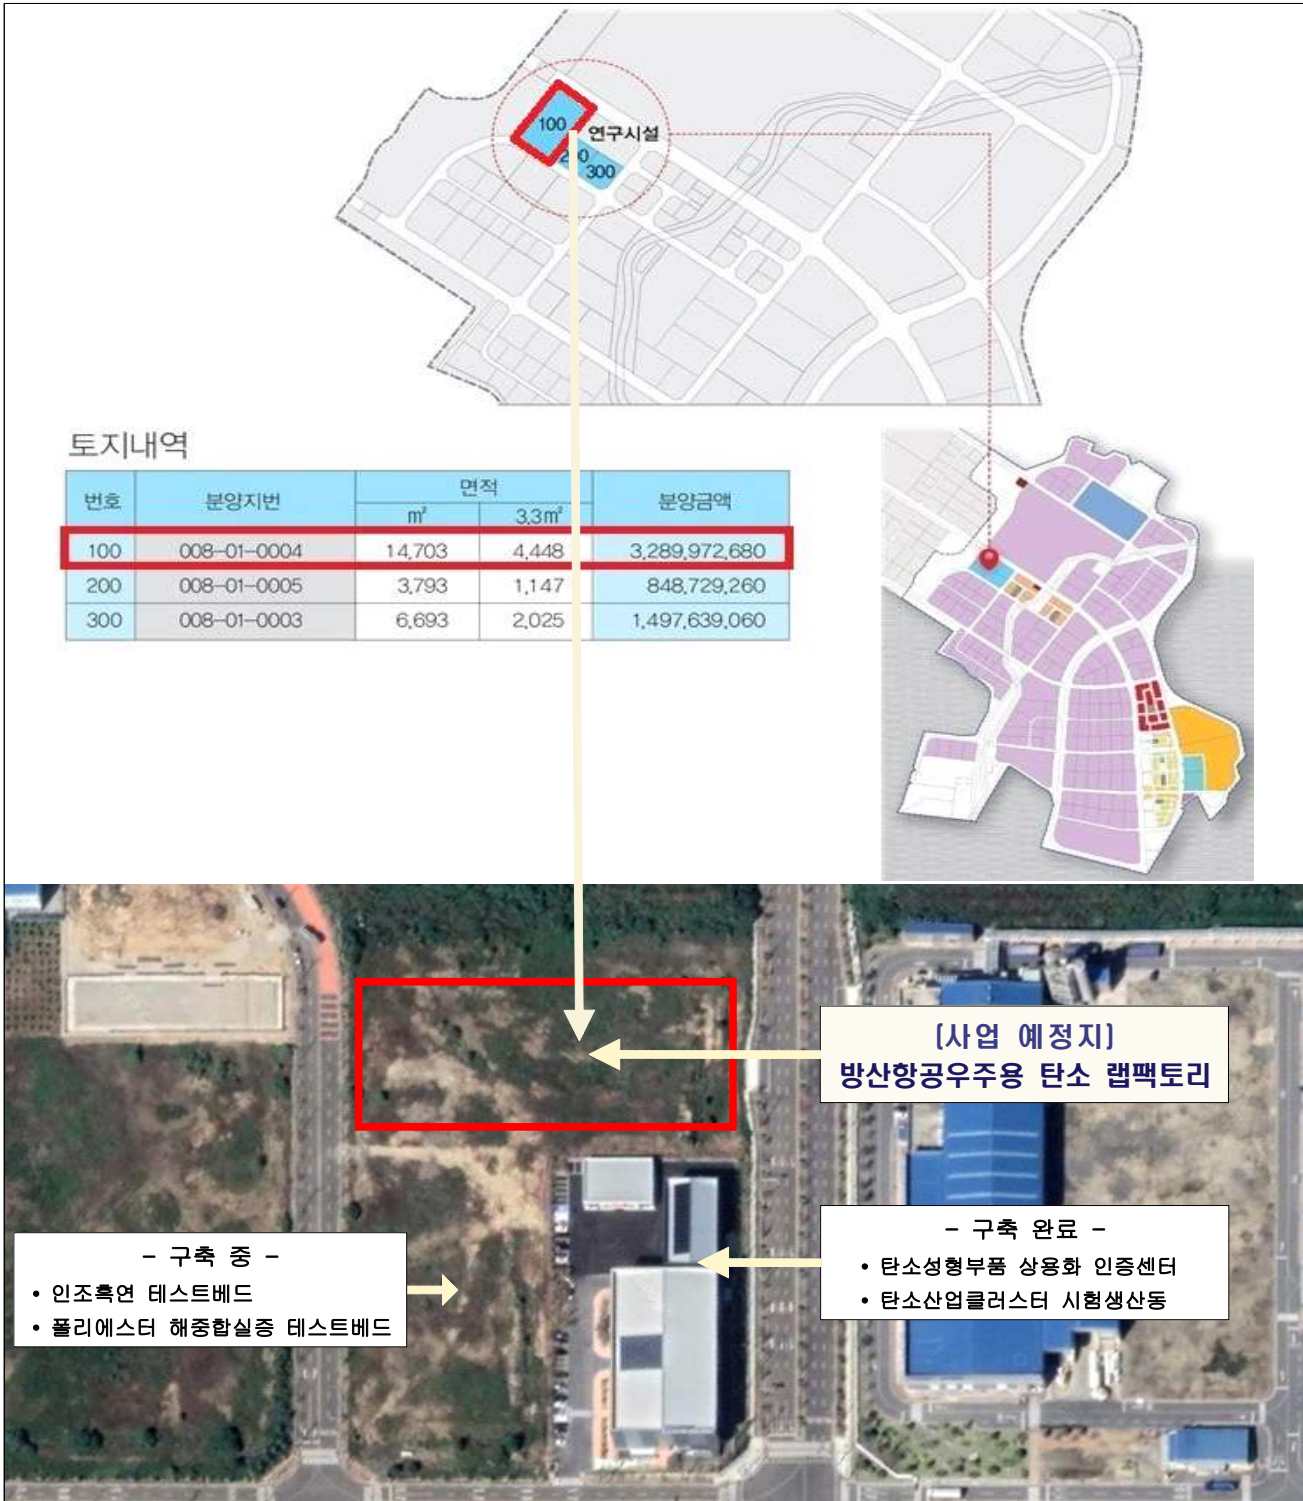 100
연구시설
200
300
토지내역
번호 분양지번 면적 분양금액
㎡ 3.3㎡
100 008-01-0004 14,703 4,448 3,289,972,680
200 008-01-0005 3,793 1,147 848,729,260
300 008-01-0003 6,693 2,025 1,497,639,060
[사업 예정지]
방산항공우주용 탄소 랩팩토리
- 구축 중 -
• 인조흑연 테스트베드
• 폴리에스터 해중합실증 테스트베드
- 구축 완료 -
• 탄소성형부품 상용화 인증센터
• 탄소산업클러스터 시험생산동